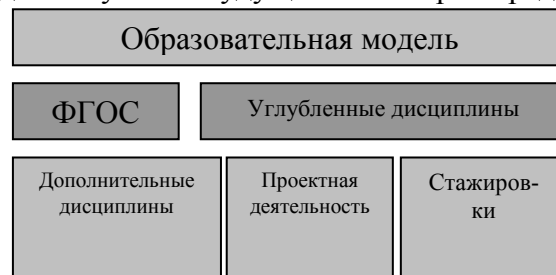 Образовательная модель
ФГОС
Углубленные дисциплины
Дополнительные
дисциплины
Проектная
деятельность
Стажиров-
ки